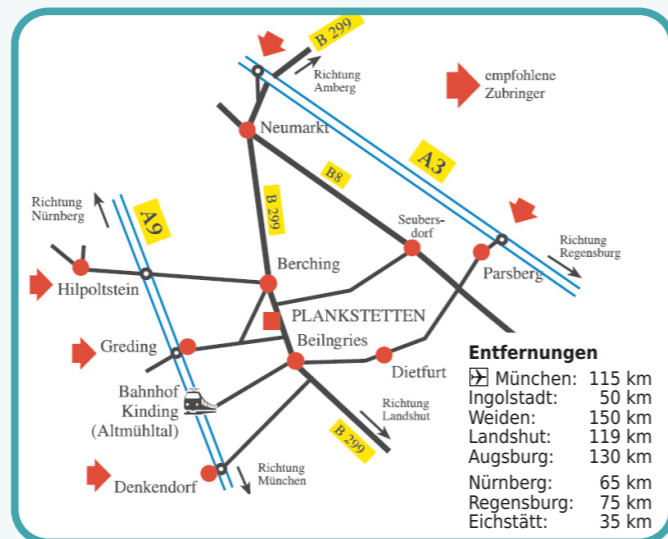 B 299
Richtung
Amberg
empfohlene
Zubringer
Neumarkt
A3
B8
Richtung
Nürnberg
A9
B 299
Seubers-
dorf
Richtung
Regensburg
Berching
Parsberg
Hilpoltstein
PLANKSTETTEN
Beilngries
Greding
Dietfurt
Bahnhof
Kinding
(Altmühltal)
Richtung
Landshut
B 299
Richtung
München
Denkendorf
Entfernungen
München: 115 km
Ingolstadt: 50 km
Weiden: 150 km
Landshut: 119 km
Augsburg: 130 km
Nürnberg: 65 km
Regensburg: 75 km
Eichstätt: 35 km